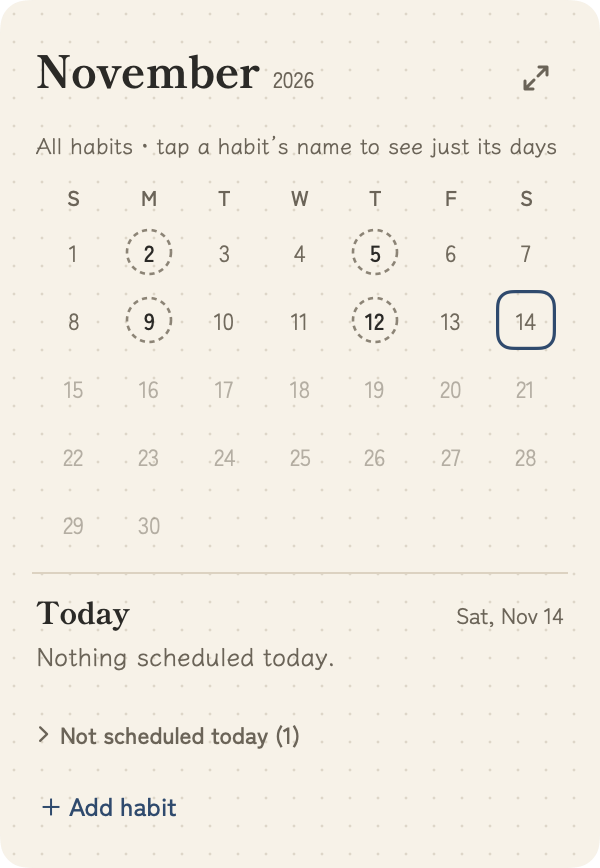 November 2026
All habits • tap a habit’s name to see just its days
S M T W T F S
1 2 3 4 5 6 7
8 9 10 11 12 13 14
15 16 17 18 19 20 21
22 23 24 25 26 27 28
29 30
Today Sat, Nov 14
Nothing scheduled today.
Not scheduled today (1)
+ Add habit